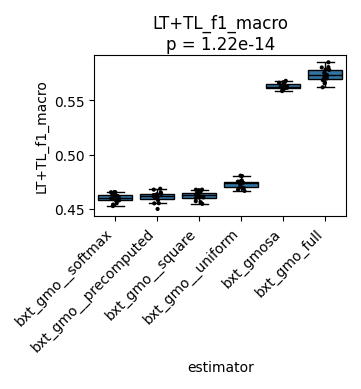 LT+TL_f1_macro
p = 1.22e-14
LT+TL_f1_macro
0.55
0.50
0.45
bxt_gmo__softmax
bxt_gmo__precomputed
bxt_gmo__square
bxt_gmo__uniform
bxt_gmosa
bxt_gmo_full
estimator